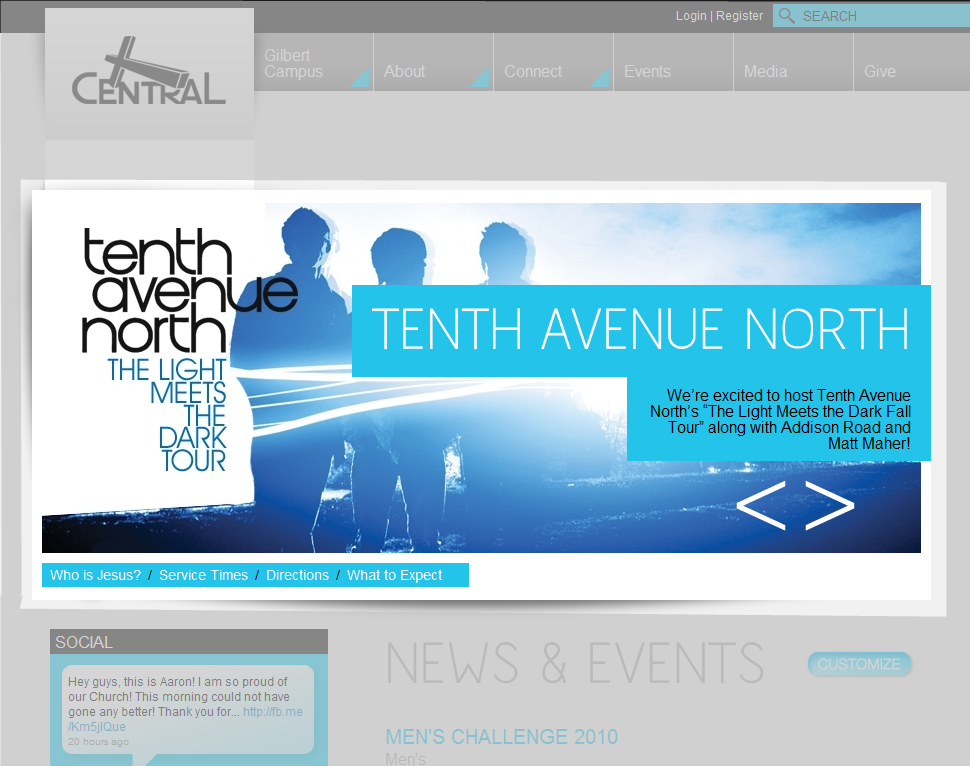 Login | Register
SEARCH
CENTRAL
Gilbert
Campus
About
Connect
Events
Media
Give
tenth
avenue
north
THE LIGHT
MEETS
THE
DARK
TOUR
TENTH AVENUE NORTH
We're excited to host Tenth Avenue
North's “The Light Meets the Dark Fall
Tour” along with Addison Road and
Matt Maher!
< >
Who is Jesus? / Service Times / Directions / What to Expect
SOCIAL
Hey guys, this is Aaron! I am so proud of
our Church! This morning could not have
gone any better! Thank you for... http://fb.me
/Km5jIQue
20 hours ago
NEWS & EVENTS
CUSTOMIZE
MEN'S CHALLENGE 2010
Men's